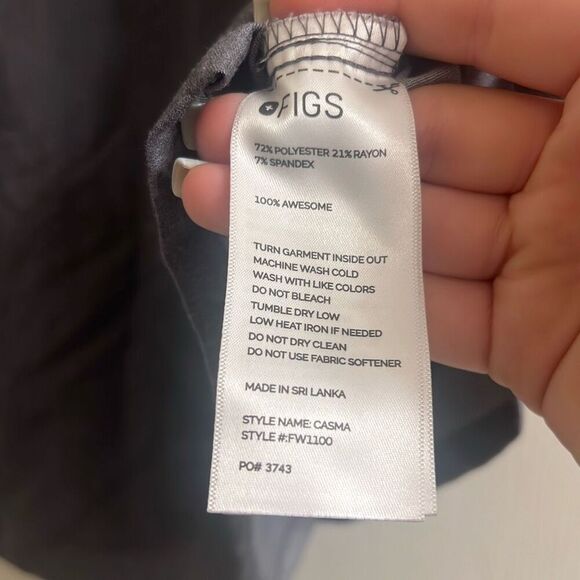 FIGS
72% POLYESTER 21% RAYON
7% SPANDEX
100% AWESOME
TURN GARMENT INSIDE OUT
MACHINE WASH COLD
WASH WITH LIKE COLORS
DO NOT BLEACH
TUMBLE DRY LOW
LOW HEAT IRON IF NEEDED
DO NOT DRY CLEAN
DO NOT USE FABRIC SOFTENER
MADE IN SRI LANKA
STYLE NAME: CASMA
STYLE #:FW1100
PO# 3743